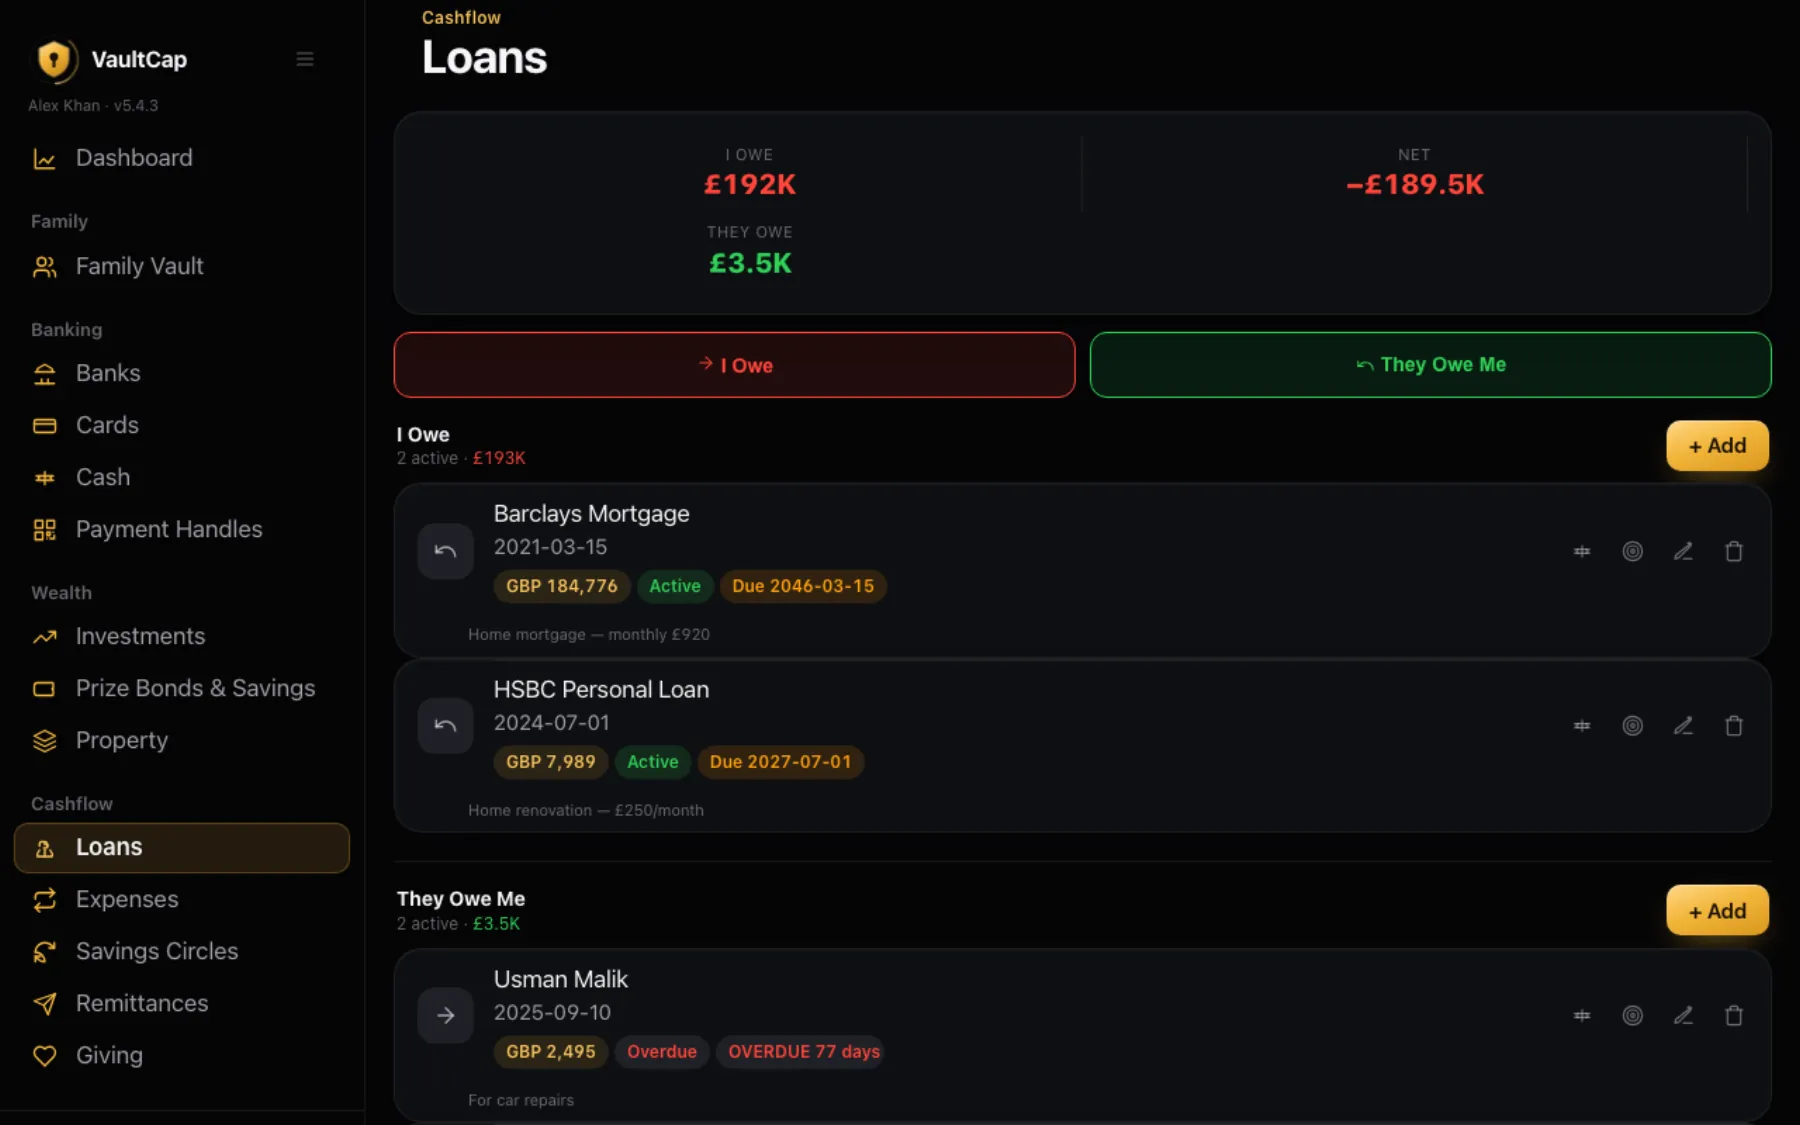 VaultCap
Alex Khan · v5.4.3
Dashboard
Family
Family Vault
Banking
Banks
Cards
Cash
Payment Handles
Wealth
Investments
Prize Bonds & Savings
Property
Cashflow
Loans
Expenses
Savings Circles
Remittances
Giving
Cashflow
Loans
I OWE
£192K
NET
−£189.5K
THEY OWE
£3.5K
→ I Owe
They Owe Me
I Owe
2 active · £193K
+ Add
Barclays Mortgage
2021-03-15
GBP 184,776 Active Due 2046-03-15
Home mortgage — monthly £920
HSBC Personal Loan
2024-07-01
GBP 7,989 Active Due 2027-07-01
Home renovation — £250/month
They Owe Me
2 active · £3.5K
+ Add
Usman Malik
2025-09-10
GBP 2,495 Overdue OVERDUE 77 days
For car repairs